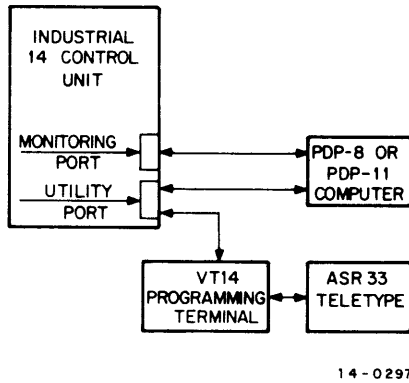 INDUSTRIAL
14 CONTROL
UNIT
MONITORING
PORT
UTILITY
PORT
PDP-8 OR
PDP-11
COMPUTER
VT14
PROGRAMMING
TERMINAL
ASR 33
TELETYPE
14-0297